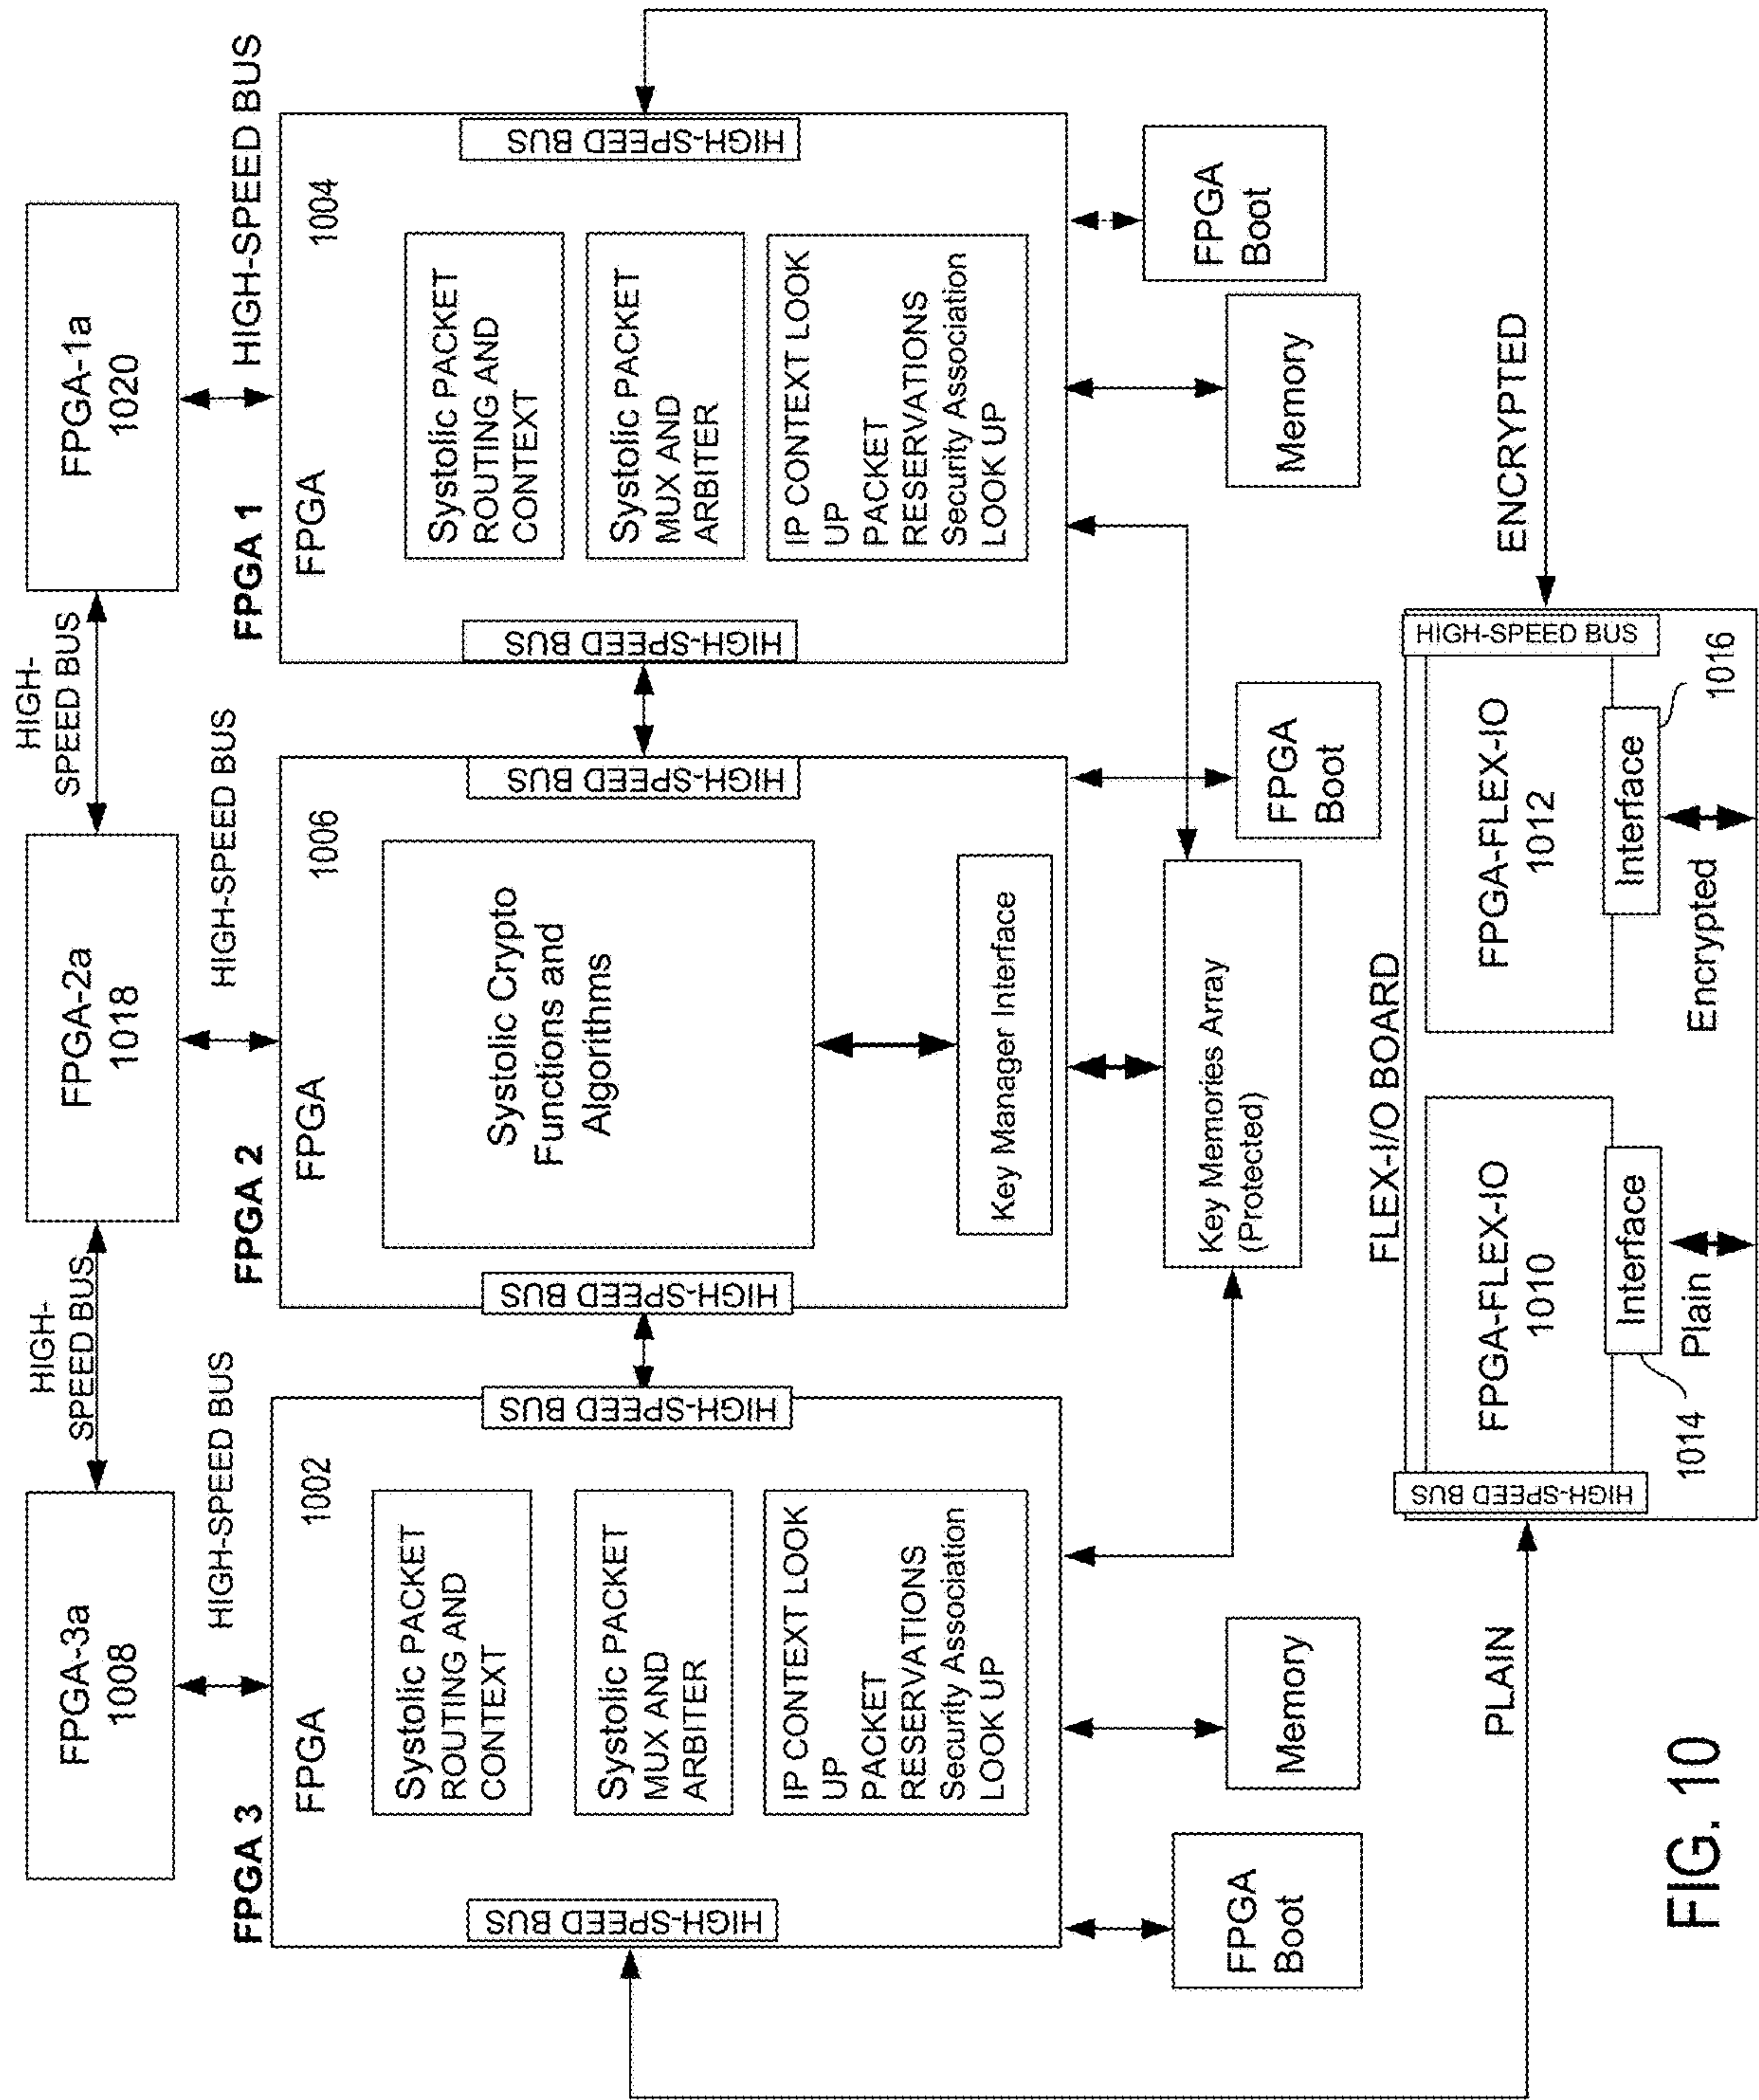 FPGA-3a
1008
HIGH-
SPEED BUS
FPGA-2a
1018
HIGH-
SPEED BUS
FPGA-1a
1020
HIGH-SPEED BUS
HIGH-SPEED BUS
HIGH-SPEED BUS
FPGA 3
FPGA
1002
Systolic PACKET
ROUTING AND
CONTEXT
Systolic PACKET
MUX AND
ARBITER
IP CONTEXT LOOK
UP
PACKET
RESERVATIONS
Security Association
LOOK UP
HIGH-SPEED BUS
HIGH-SPEED BUS
FPGA 2
FPGA
1006
Systolic Crypto
Functions and
Algorithms
Key Manager Interface
HIGH-SPEED BUS
HIGH-SPEED BUS
FPGA 1
FPGA
1004
Systolic PACKET
ROUTING AND
CONTEXT
Systolic PACKET
MUX AND
ARBITER
IP CONTEXT LOOK
UP
PACKET
RESERVATIONS
Security Association
LOOK UP
HIGH-SPEED BUS
HIGH-SPEED BUS
FPGA
Boot
Memory
Key Memories Array
(Protected)
FPGA
Boot
Memory
FPGA
Boot
PLAIN
ENCRYPTED
FLEX-I/O BOARD
HIGH-SPEED BUS
FPGA-FLEX-IO
1010
FPGA-FLEX-IO
1012
HIGH-SPEED BUS
1014
Interface
Interface
1016
Plain
Encrypted
FIG. 10